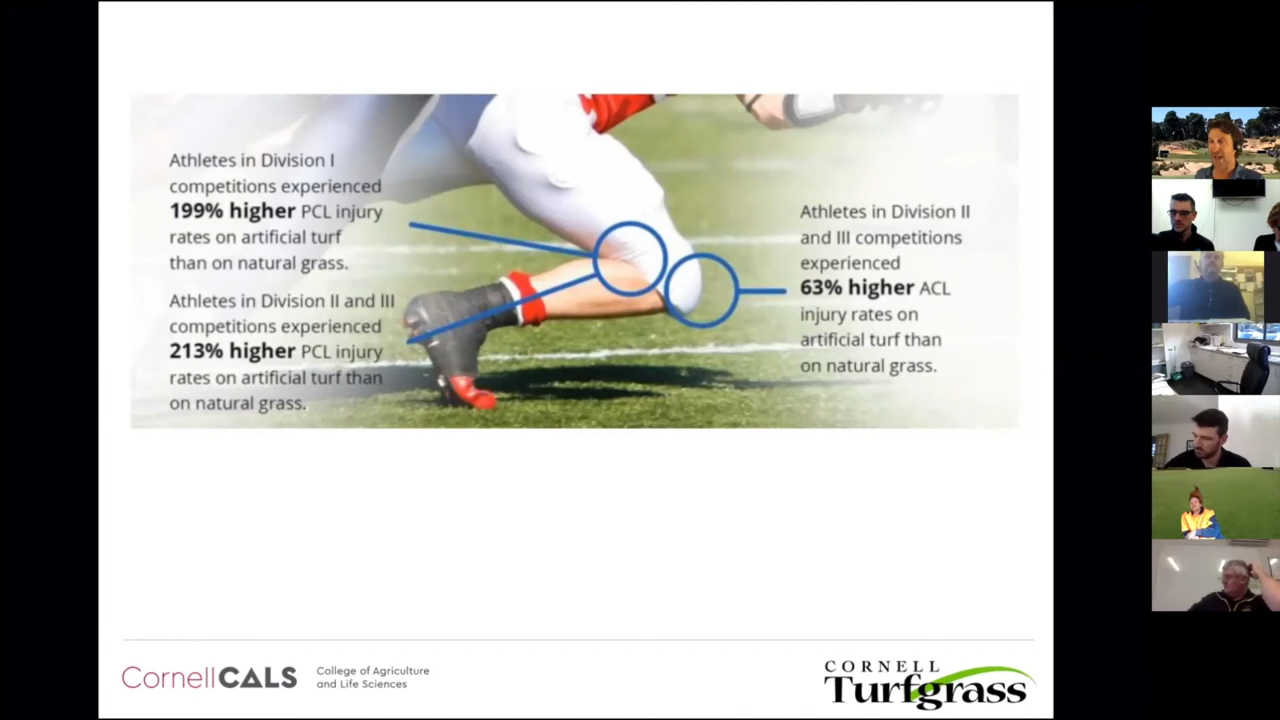 Athletes in Division I
competitions experienced
199% higher PCL injury
rates on artificial turf
than on natural grass.
Athletes in Division II and III
competitions experienced
213% higher PCL injury
rates on artificial turf than
on natural grass.
Athletes in Division II
and III competitions
experienced
63% higher ACL
injury rates on
artificial turf than
on natural grass.
CornellCALS
College of Agriculture
and Life Sciences
CORNELL
Turfgrass